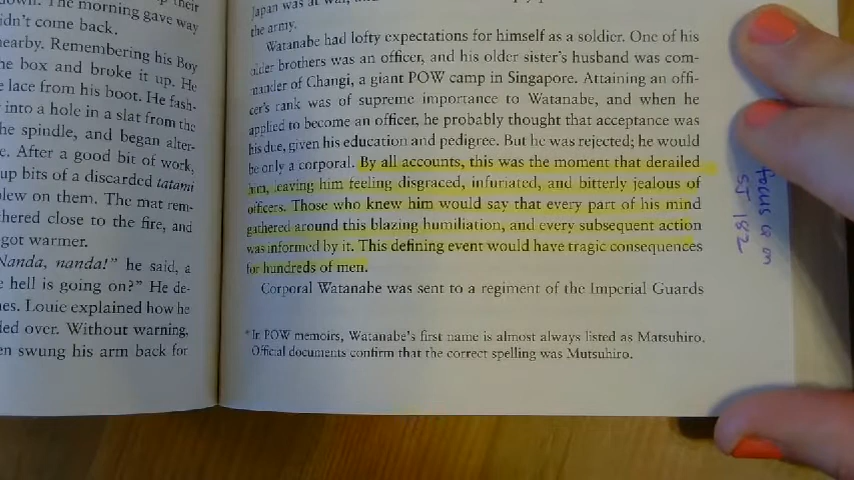 their
down. The morning gave way
didn't come back.
nearby. Remembering his Boy
he box and broke it up. He
e lace from his boot. He fash-
into a hole in a slat from the
he spindle, and began alter-
e. After a good bit of work,
up bits of a discarded tatami
lew on them. The mat rem-
hered close to the fire, and
got warmer.
Nanda, nanda!" he said, a
hell is going on?" He de-
es. Louie explained how he
ded over. Without warning,
en swung his arm back for
Japan was at war,
the army.
Watanabe had lofty expectations for himself as a soldier. One of his
older brothers was an officer, and his older sister's husband was com-
mander of Changi, a giant POW camp in Singapore. Attaining an offi-
cer's rank was of supreme importance to Watanabe, and when he
applied to become an officer, he probably thought that acceptance was
his due, given his education and pedigree. But he was rejected; he would
be only a corporal. By all accounts, this was the moment that derailed
him, leaving him feeling disgraced, infuriated, and bitterly jealous of
officers. Those who knew him would say that every part of his mind
gathered around this blazing humiliation, and every subsequent action
was informed by it. This defining event would have tragic consequences
for hundreds of men.
Corporal Watanabe was sent to a regiment of the Imperial Guards
* In POW memoirs, Watanabe's first name is almost always listed as Matsuhiro.
Official documents confirm that the correct spelling was Mutsuhiro.
focus
182